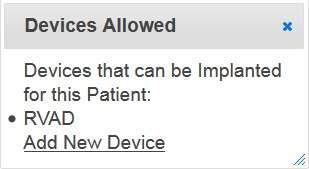 Devices Allowed
Devices that can be Implanted
for this Patient:
• RVAD
Add New Device